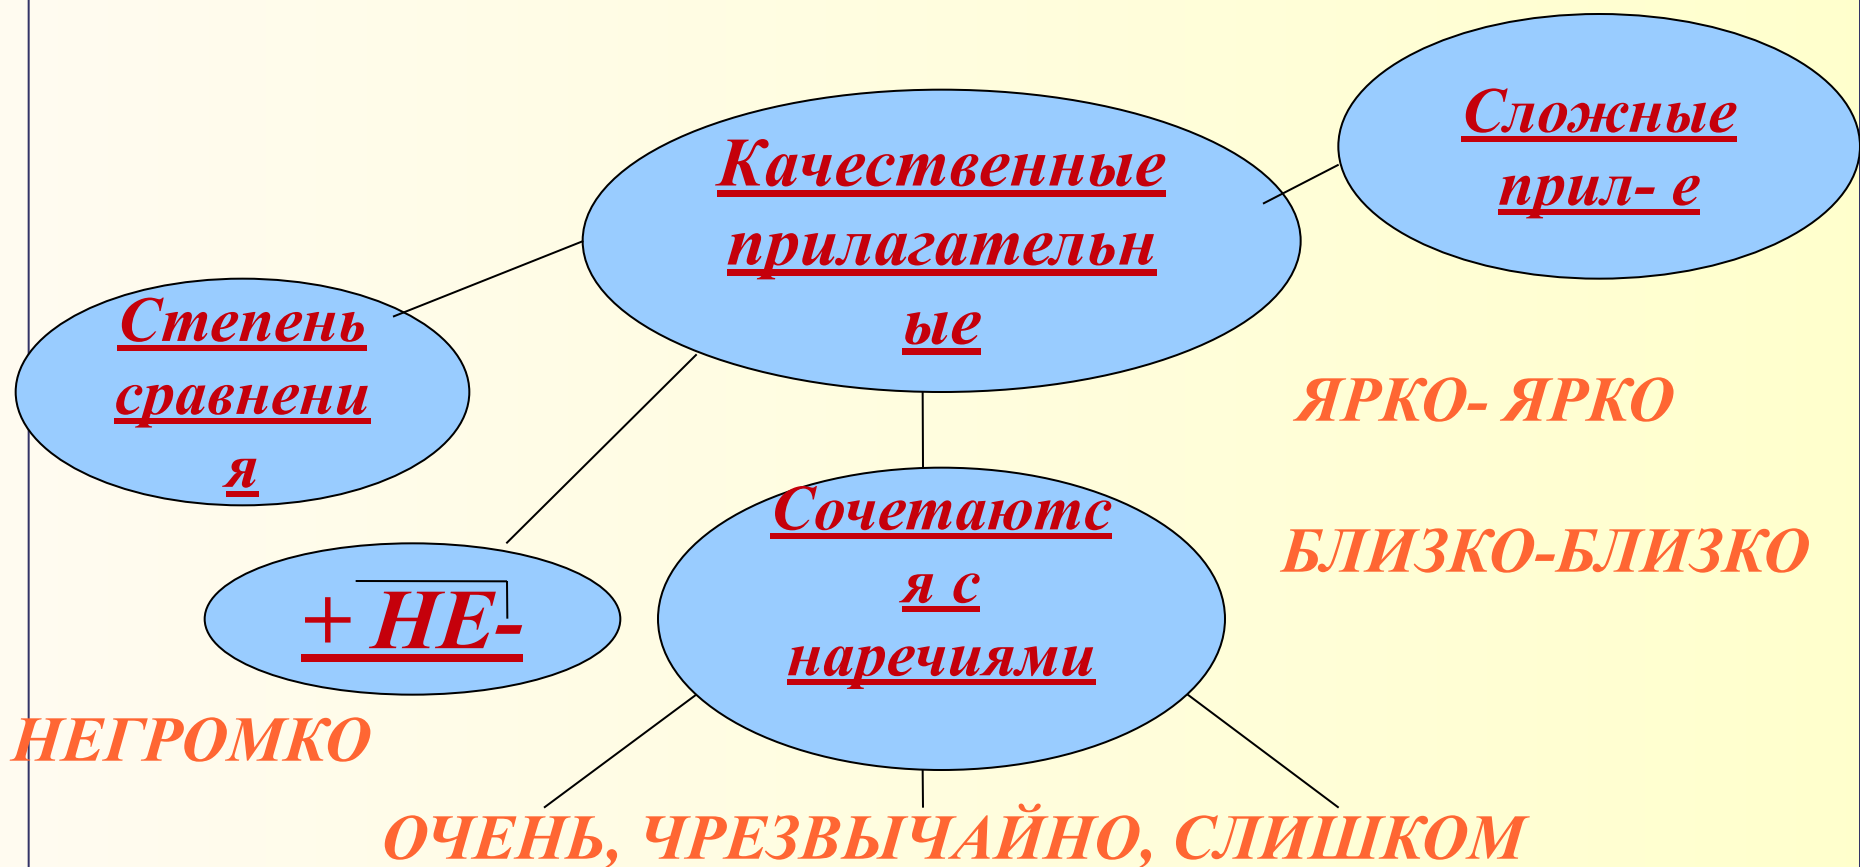 Сложные
прил- е
Качественные
прилагательн
ые
Степень
сравнени
я
ЯРКО- ЯРКО
Сочетаютс
я с
наречиями
БЛИЗКО-БЛИЗКО
+ НЕ-
НЕГРОМКО
ОЧЕНЬ, ЧРЕЗВЫЧАЙНО, СЛИШКОМ